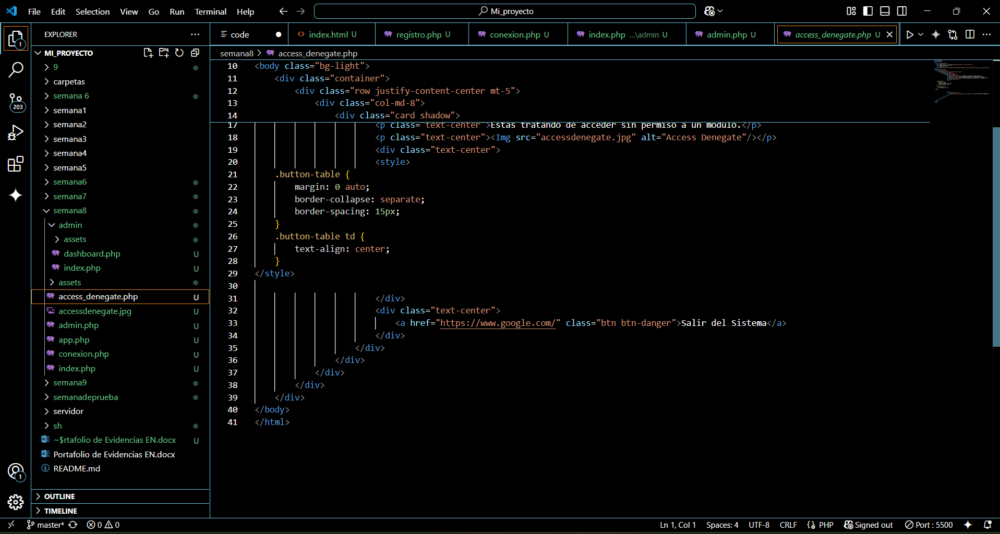 File Edit Selection View Go Run Terminal Help
Mi_proyecto
EXPLORER
code index.html U registro.php U conexion.php U index.php ...\admin U admin.php U access_denegate.php U
1
MI_PROYECTO
9
carpetas
semana 6
semana1
semana2
semana3
semana4
semana5
semana6
semana7
semana8
admin
assets
dashboard.php U
index.php U
assets
access_denegate.php U
accessdenegate.jpg U
admin.php U
app.php U
conexion.php U
index.php U
semana9
semanadeprueba
servidor
sh
~$rtafolio de Evidencias EN.docx U
Portafolio de Evidencias EN.docx
README.md
OUTLINE
TIMELINE
203
1
semana8 > access_denegate.php
10 <body class="bg-light">
11 <div class="container">
12 <div class="row justify-content-center mt-5">
13 <div class="col-md-8">
14 <div class="card shadow">
17 <p class="text-center">Estas tratando de acceder sin permiso a un modulo.</p>
18 <p class="text-center"><Img src="accessdenegate.jpg" alt="Access Denegate"/></p>
19 <div class="text-center">
20 <style>
21 .button-table {
22 margin: 0 auto;
23 border-collapse: separate;
24 border-spacing: 15px;
25 }
26 .button-table td {
27 text-align: center;
28 }
29 </style>
30
31 </div>
32 <div class="text-center">
33 <a href="https://www.google.com/" class="btn btn-danger">Salir del Sistema</a>
34 </div>
35 </div>
36 </div>
37 </div>
38 </div>
39 </div>
40 </body>
41 </html>
master* 0 0 Ln 1, Col 1 Spaces: 4 UTF-8 CRLF PHP Signed out Port : 5500